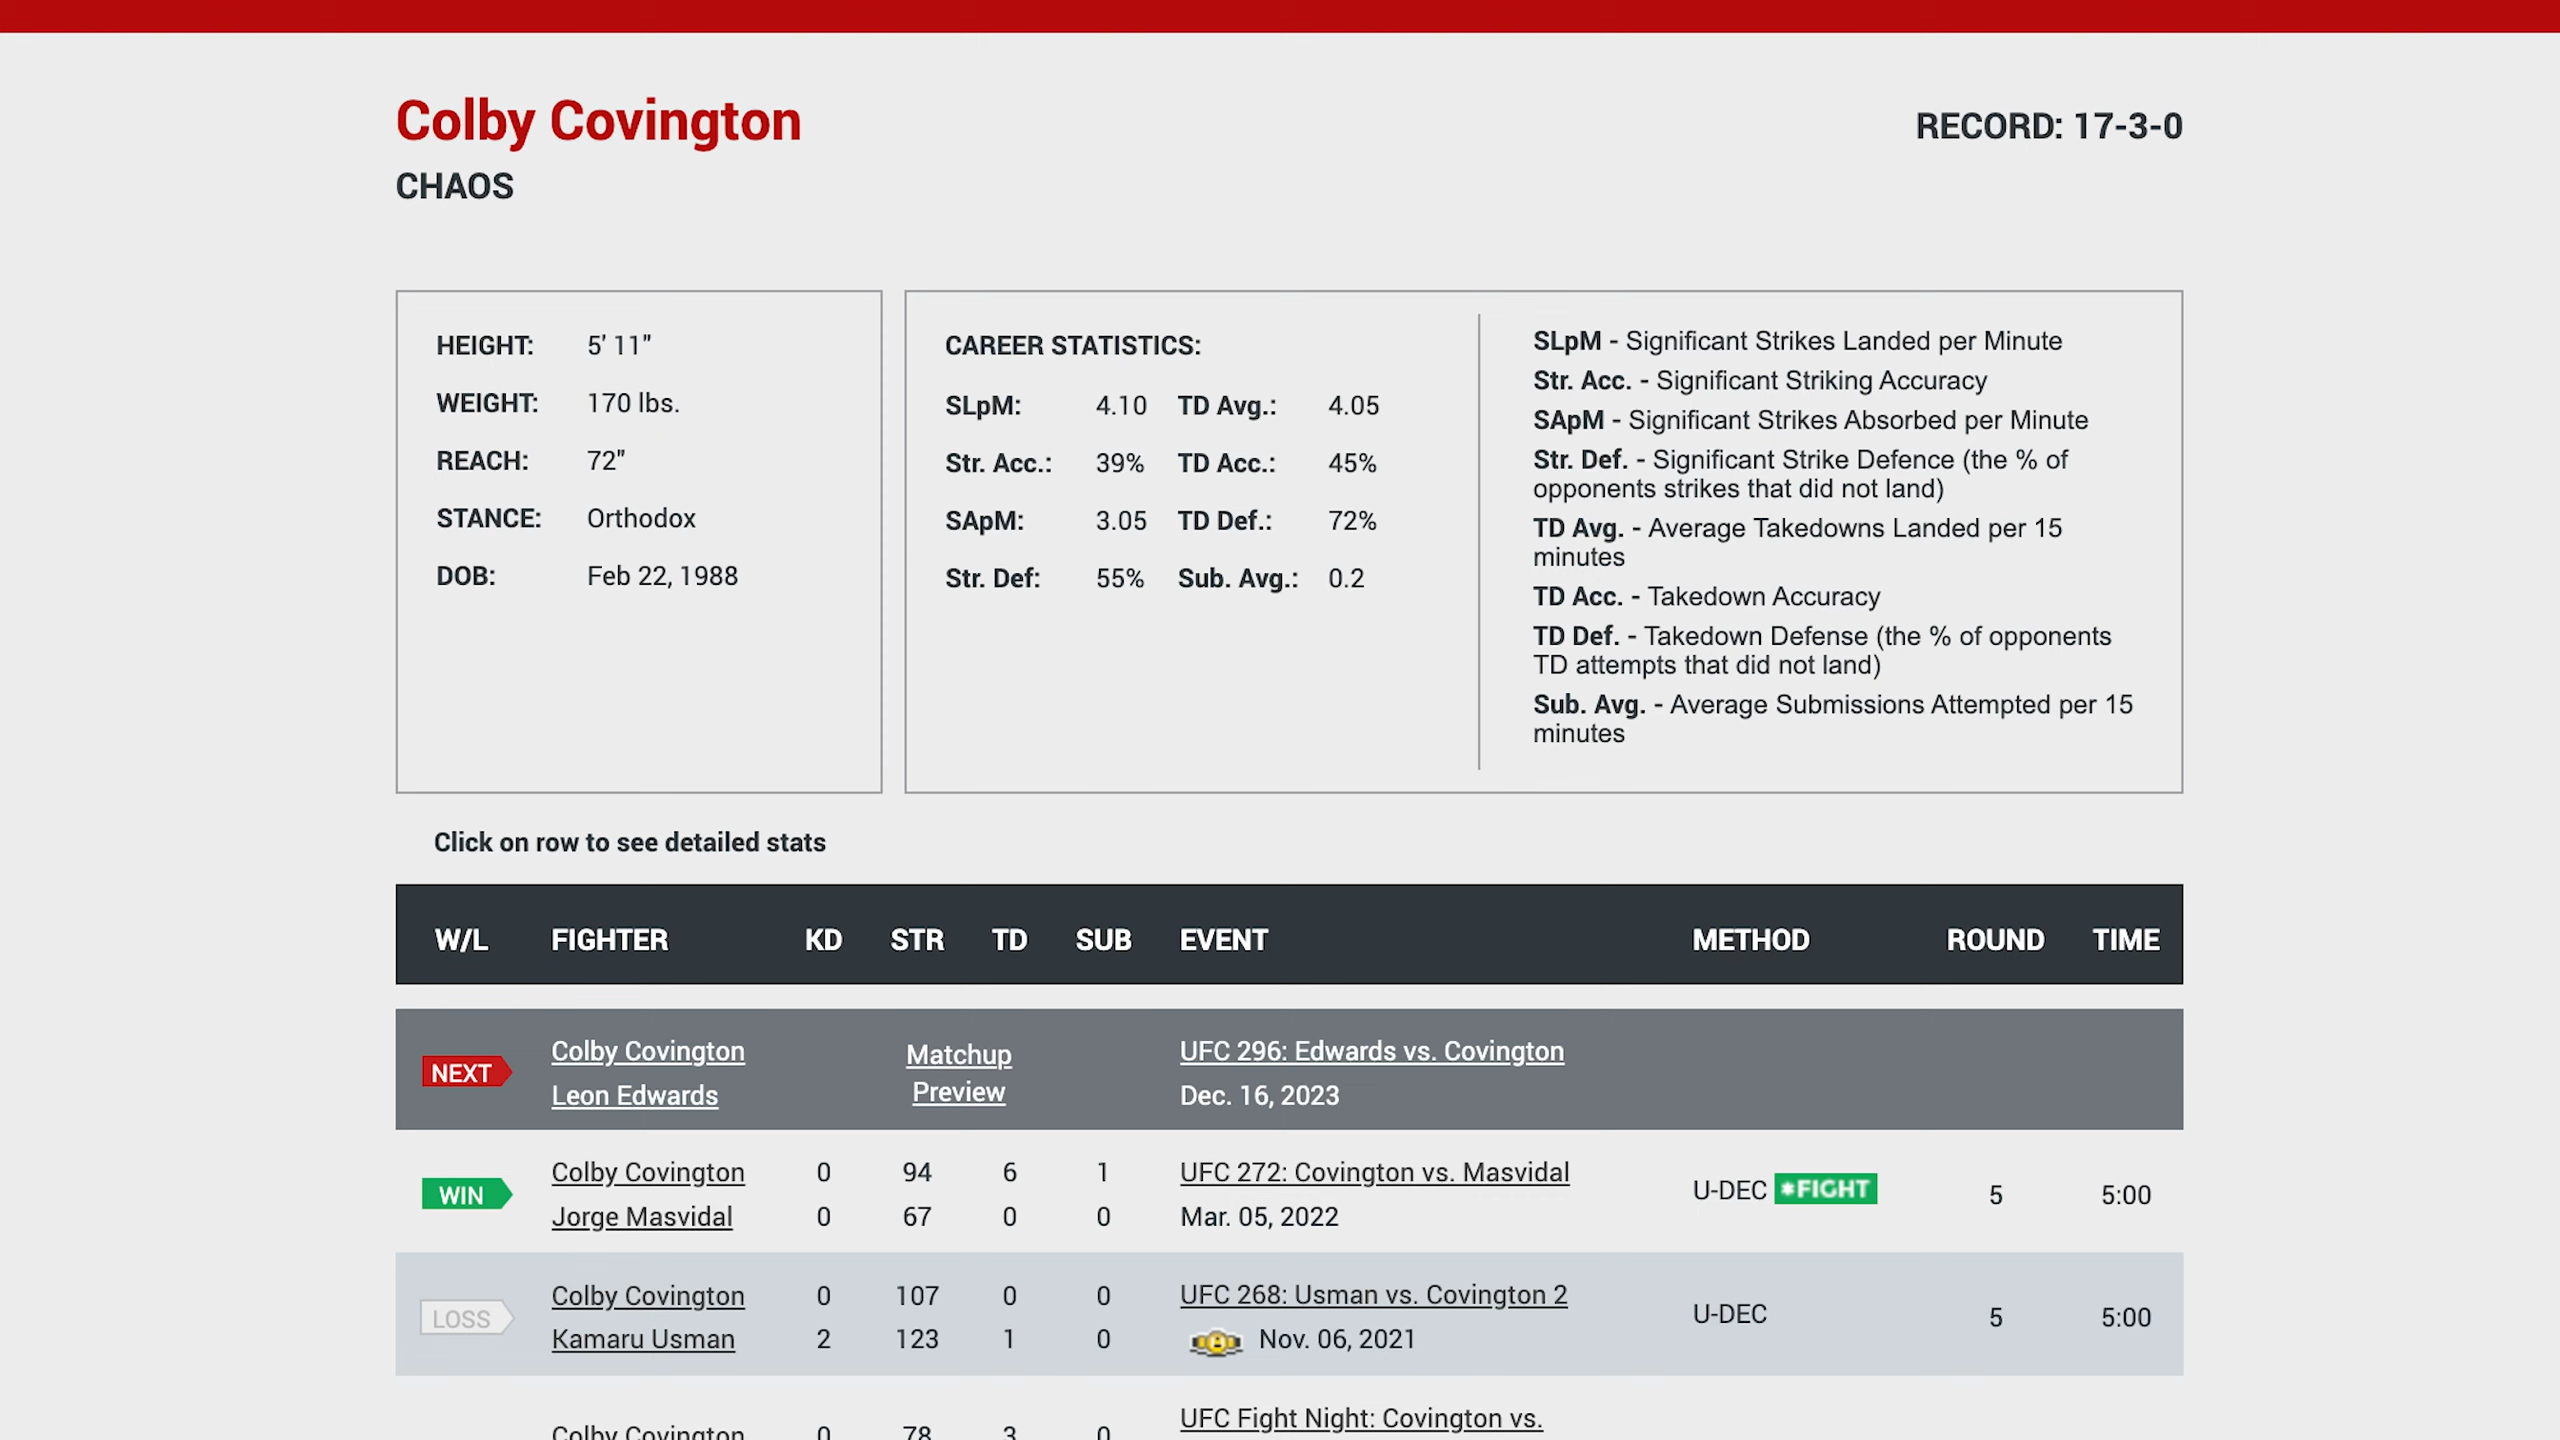 Colby Covington
RECORD: 17-3-0
CHAOS
HEIGHT: 5' 11"
WEIGHT: 170 lbs.
REACH: 72"
STANCE: Orthodox
DOB: Feb 22, 1988
CAREER STATISTICS:
SLpM: 4.10 TD Avg.: 4.05
Str. Acc.: 39% TD Acc.: 45%
SApM: 3.05 TD Def.: 72%
Str. Def: 55% Sub. Avg.: 0.2
SLpM - Significant Strikes Landed per Minute
Str. Acc. - Significant Striking Accuracy
SApM - Significant Strikes Absorbed per Minute
Str. Def. - Significant Strike Defence (the % of
opponents strikes that did not land)
TD Avg. - Average Takedowns Landed per 15
minutes
TD Acc. - Takedown Accuracy
TD Def. - Takedown Defense (the % of opponents
TD attempts that did not land)
Sub. Avg. - Average Submissions Attempted per 15
minutes
Click on row to see detailed stats
W/L FIGHTER KD STR TD SUB EVENT METHOD ROUND TIME
NEXT
Colby Covington Matchup UFC 296: Edwards vs. Covington
Leon Edwards Preview Dec. 16, 2023
WIN
Colby Covington 0 94 6 1 UFC 272: Covington vs. Masvidal
Jorge Masvidal 0 67 0 0 Mar. 05, 2022
U-DEC *FIGHT 5 5:00
LOSS
Colby Covington 0 107 0 0 UFC 268: Usman vs. Covington 2
Kamaru Usman 2 123 1 0 Nov. 06, 2021
U-DEC 5 5:00
UFC Fight Night: Covington vs.
Colby Covington 0 78 3 0